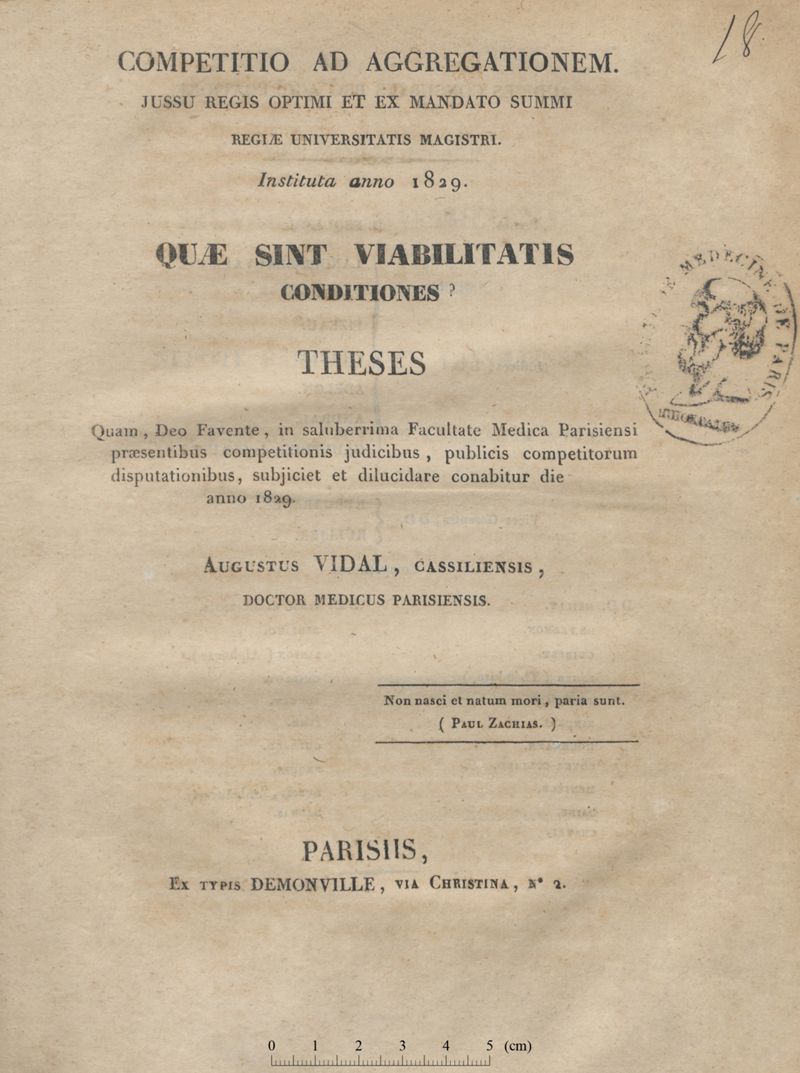 18
COMPETITIO AD AGGREGATIONEM.
JUSSU REGIS OPTIMI ET EX MANDATO SUMMI
REGIÆ UNIVERSITATIS MAGISTRI.
Instituta anno 1829.
QUÆ SINT VIABILITATIS
CONDITIONES ?
THESES
MEDECINE DE PARIS
Quam, Deo Favente, in saluberrima Facultate Medica Parisiensi
præsentibus competitionis judicibus, publicis competitorum
disputationibus, subjiciet et dilucidare conabitur die
anno 1829.
AUGUSTUS VIDAL, CASSILIENSIS,
DOCTOR MEDICUS PARISIENSIS.
Non nasci et natum mori, paria sunt.
( PAUL ZACHIAS. )
PARISIIS,
EX TYPIS DEMONVILLE, VIA CHRISTINA, N° 2.
0 1 2 3 4 5 (cm)